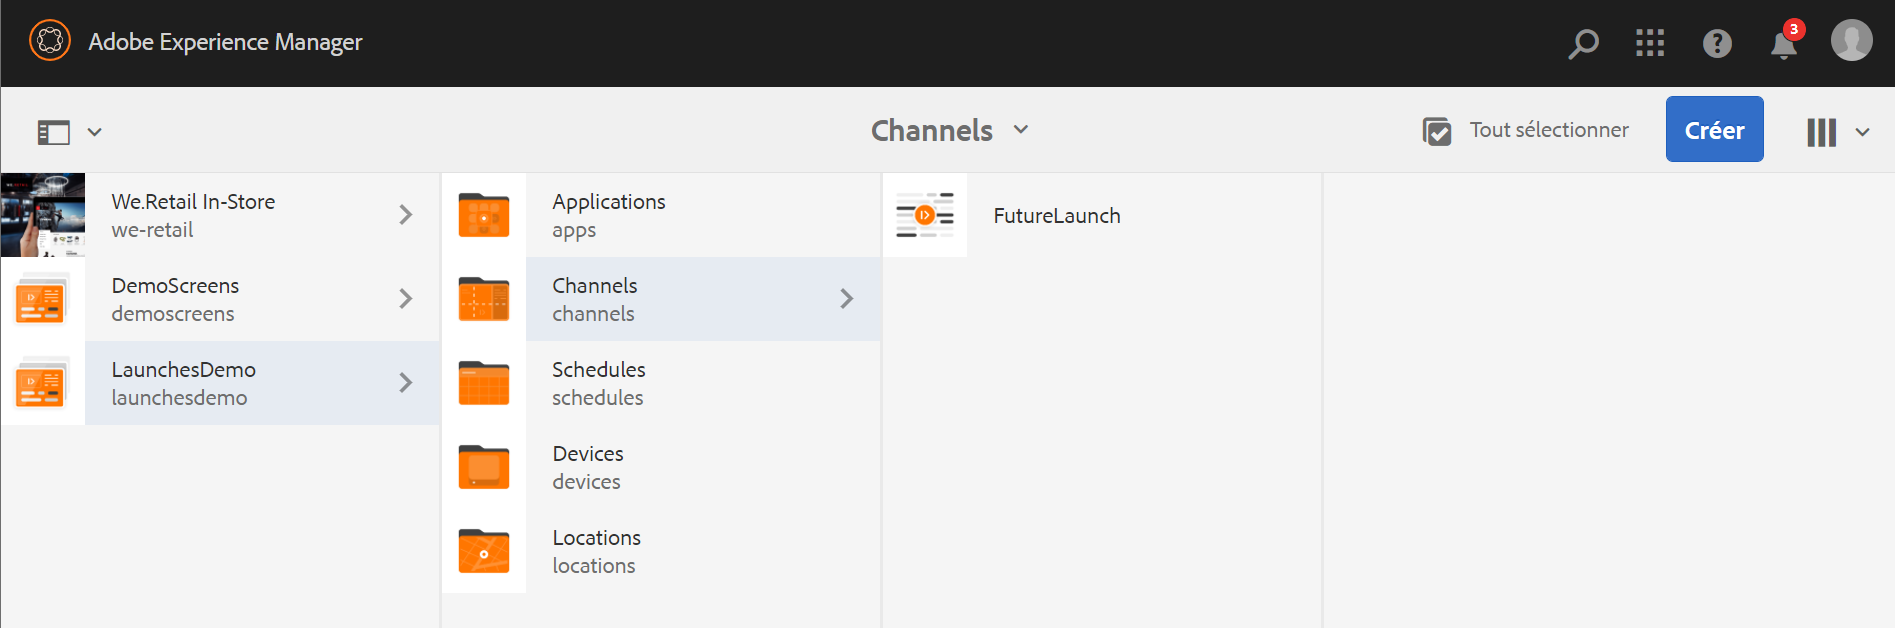 Adobe Experience Manager
3
Channels
Tout sélectionner
Créer
We.Retail In-Store
we-retail
DemoScreens
demoscreens
LaunchesDemo
launchesdemo
Applications
apps
Channels
channels
Schedules
schedules
Devices
devices
Locations
locations
FutureLaunch